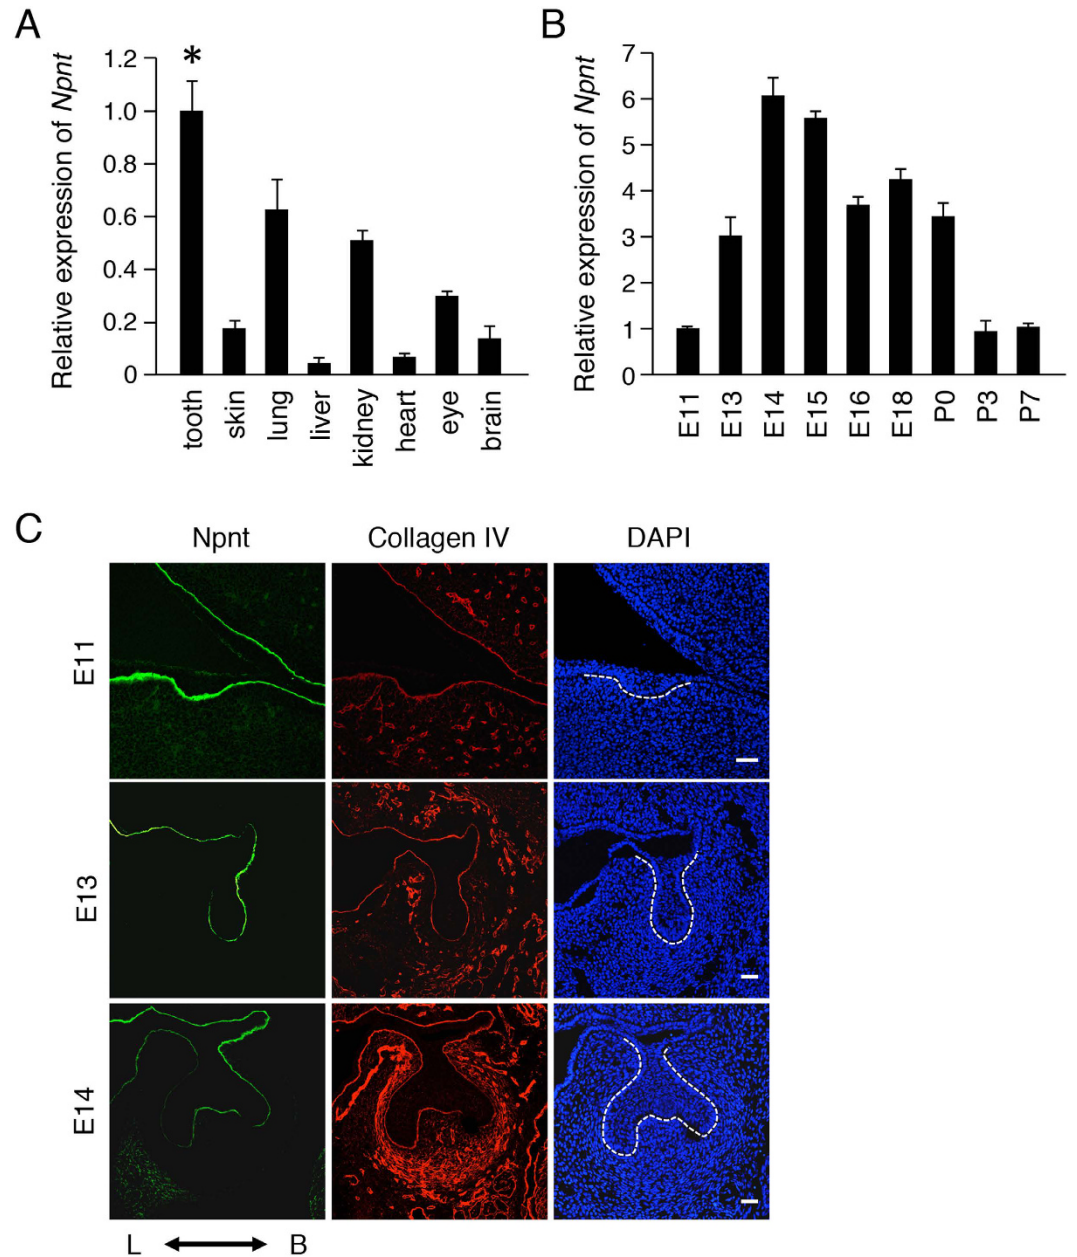 A
Relative expression of Npnt
1.2
1.0
0.8
0.6
0.4
0.2
0
*
tooth
skin
lung
liver
kidney
heart
eye
brain
B
Relative expression of Npnt
7
6
5
4
3
2
1
0
E11
E13
E14
E15
E16
E18
P0
P3
P7
C
Npnt Collagen IV DAPI
E11
E13
E14
L B